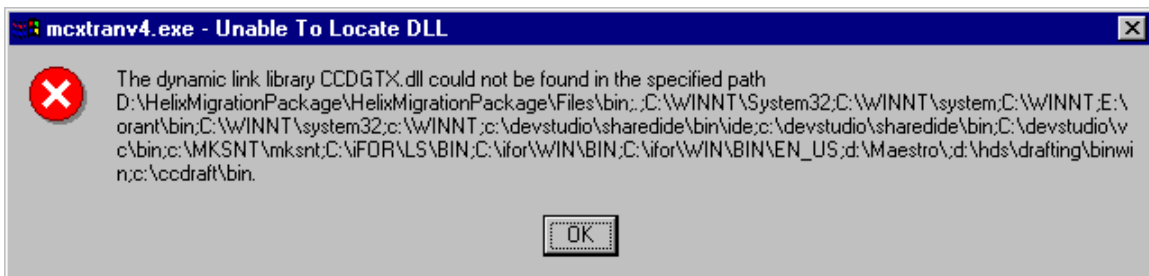 mcxtranv4.exe - Unable To Locate DLL
The dynamic link library CCDGTX.dll could not be found in the specified path
D:\HelixMigrationPackage\HelixMigrationPackage\Files\bin;.;C:\WINNT\System32;C:\WINNT\system;C:\WINNT;E:\
orant\bin;C:\WINNT\system32;c:\WINNT;c:\devstudio\sharedide\bin\ide;c:\devstudio\sharedide\bin;C:\devstudio\v
c\bin;c:\MKSNT\mksnt;C:\iFOR\LS\BIN;C:\ifor\WIN\BIN;C:\ifor\WIN\BIN\EN_US;d:\Maestro\;d:\hds\drafting\binwi
n;c:\ccdraft\bin.
OK